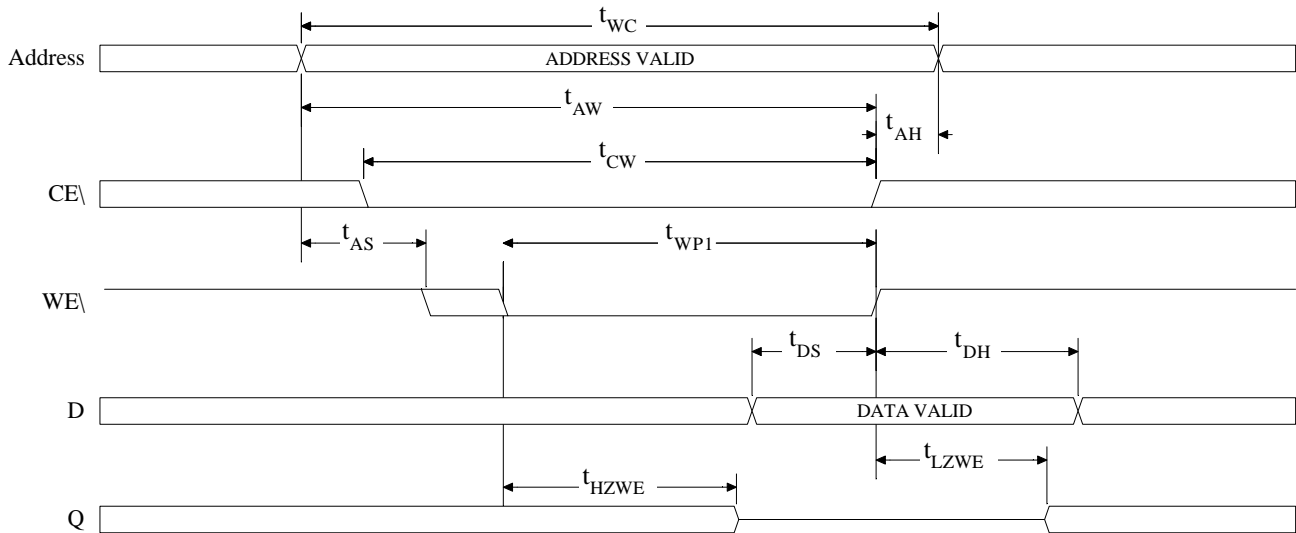 tWC
Address ADDRESS VALID
tAW
tAH
tCW
CE\
tAS tWP1
WE\
tDS tDH
D DATA VALID
tLZWE
tHZWE
Q